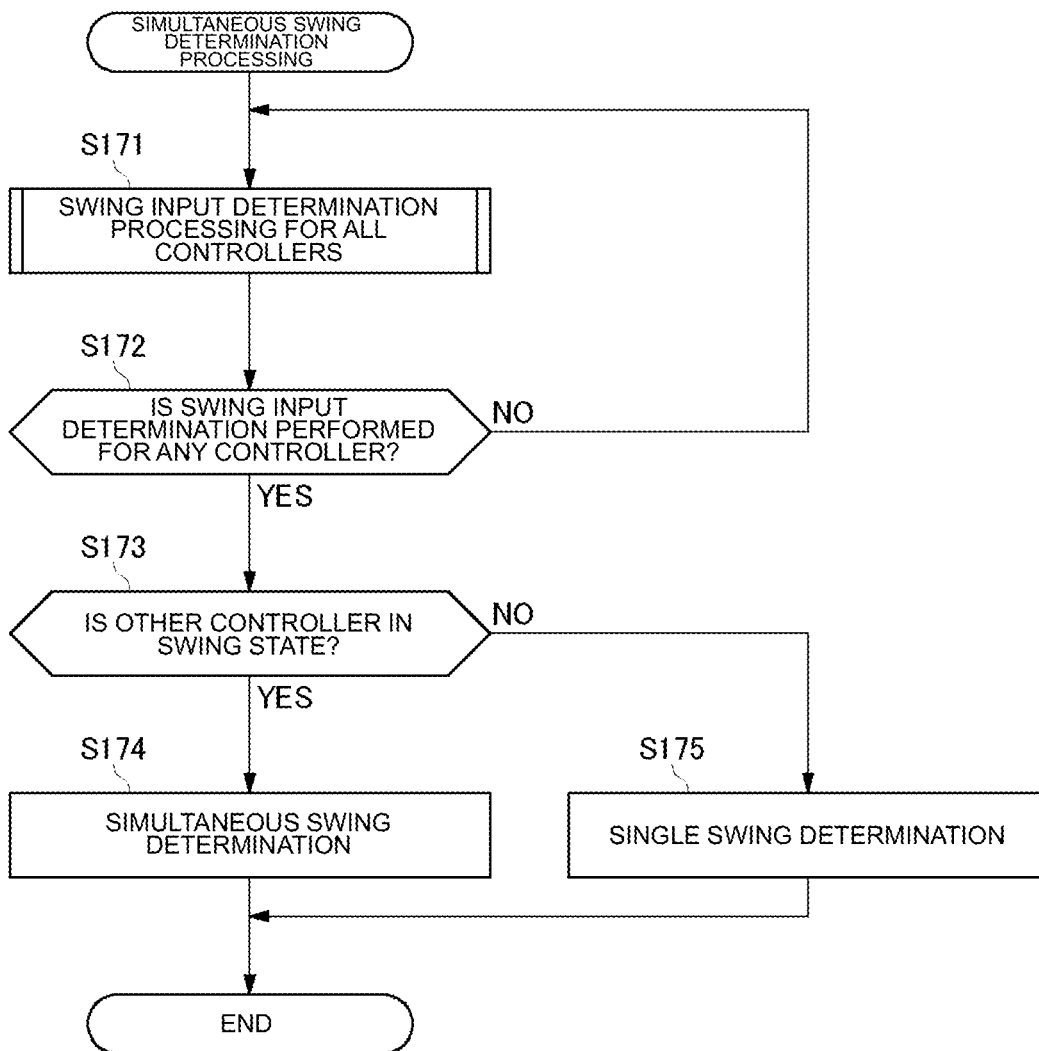 SIMULTANEOUS SWING
DETERMINATION
PROCESSING
S171
SWING INPUT DETERMINATION
PROCESSING FOR ALL
CONTROLLERS
S172
IS SWING INPUT
DETERMINATION PERFORMED
FOR ANY CONTROLLER?
NO
YES
S173
IS OTHER CONTROLLER IN
SWING STATE?
NO
YES
S174
SIMULTANEOUS SWING
DETERMINATION
S175
SINGLE SWING DETERMINATION
END